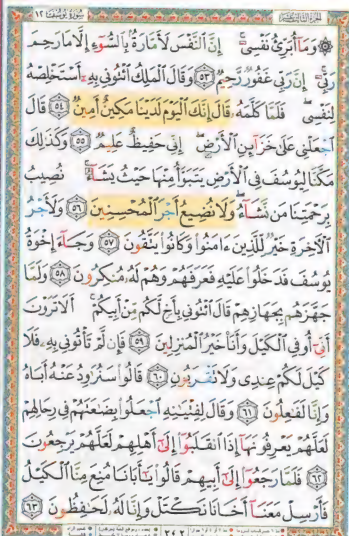 الجزء الثالث عشر سورة يوسف ١٢
۞ وَمَآ أُبَرِّئُ نَفْسِىٓ ۚ إِنَّ ٱلنَّفْسَ لَأَمَّارَةٌۢ بِٱلسُّوٓءِ إِلَّا مَا رَحِمَ
رَبِّىٓ ۚ إِنَّ رَبِّى غَفُورٌ رَّحِيمٌ ٥٣ وَقَالَ ٱلْمَلِكُ ٱئْتُونِى بِهِۦٓ أَسْتَخْلِصْهُ
لِنَفْسِى ۖ فَلَمَّا كَلَّمَهُۥ قَالَ إِنَّكَ ٱلْيَوْمَ لَدَيْنَا مَكِينٌ أَمِينٌ ٥٤ قَالَ
ٱجْعَلْنِى عَلَىٰ خَزَآئِنِ ٱلْأَرْضِ ۖ إِنِّى حَفِيظٌ عَلِيمٌ ٥٥ وَكَذَٰلِكَ
مَكَّنَّا لِيُوسُفَ فِى ٱلْأَرْضِ يَتَبَوَّأُ مِنْهَا حَيْثُ يَشَآءُ ۚ نُصِيبُ
بِرَحْمَتِنَا مَن نَّشَآءُ ۖ وَلَا نُضِيعُ أَجْرَ ٱلْمُحْسِنِينَ ٥٦ وَلَأَجْرُ
ٱلْآخِرَةِ خَيْرٌ لِّلَّذِينَ ءَامَنُوا۟ وَكَانُوا۟ يَتَّقُونَ ٥٧ وَجَآءَ إِخْوَةُ
يُوسُفَ فَدَخَلُوا۟ عَلَيْهِ فَعَرَفَهُمْ وَهُمْ لَهُۥ مُنكِرُونَ ٥٨ وَلَمَّا
جَهَّزَهُم بِجَهَازِهِمْ قَالَ ٱئْتُونِى بِأَخٍ لَّكُم مِّنْ أَبِيكُمْ ۚ أَلَا تَرَوْنَ
أَنِّىٓ أُوفِى ٱلْكَيْلَ وَأَنَا۠ خَيْرُ ٱلْمُنزِلِينَ ٥٩ فَإِن لَّمْ تَأْتُونِى بِهِۦ فَلَا
كَيْلَ لَكُمْ عِندِى وَلَا تَقْرَبُونِ ٦٠ قَالُوا۟ سَنُرَٰوِدُ عَنْهُ أَبَاهُ
وَإِنَّا لَفَٰعِلُونَ ٦١ وَقَالَ لِفِتْيَٰنِهِ ٱجْعَلُوا۟ بِضَٰعَتَهُمْ فِى رِحَالِهِمْ
لَعَلَّهُمْ يَعْرِفُونَهَآ إِذَا ٱنقَلَبُوٓا۟ إِلَىٰٓ أَهْلِهِمْ لَعَلَّهُمْ يَرْجِعُونَ
٦٢ فَلَمَّا رَجَعُوٓا۟ إِلَىٰٓ أَبِيهِمْ قَالُوا۟ يَٰٓأَبَانَا مُنِعَ مِنَّا ٱلْكَيْلُ
فَأَرْسِلْ مَعَنَآ أَخَانَا نَكْتَلْ وَإِنَّا لَهُۥ لَحَٰفِظُونَ ٦٣
٢٤٢